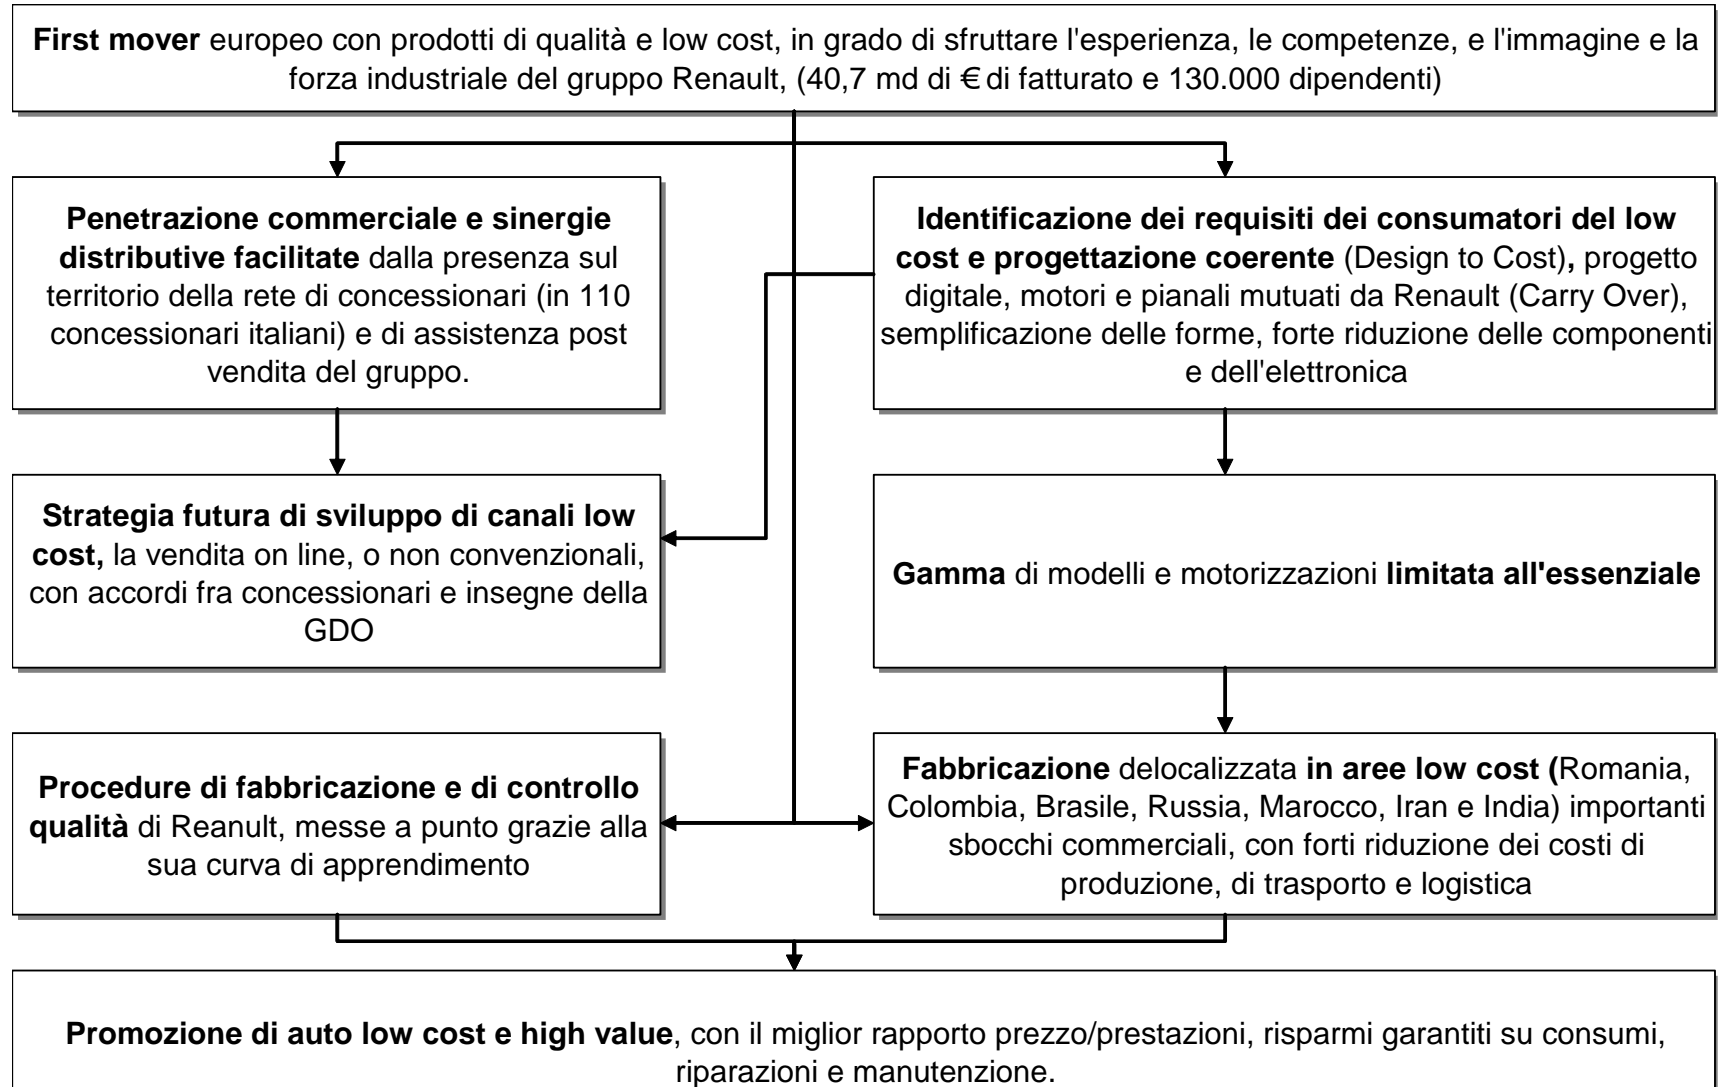 First mover europeo con prodotti di qualità e low cost, in grado di sfruttare l'esperienza, le competenze, e l'immagine e la
forza industriale del gruppo Renault, (40,7 md di € di fatturato e 130.000 dipendenti)
Penetrazione commerciale e sinergie
distributive facilitate dalla presenza sul
territorio della rete di concessionari (in 110
concessionari italiani) e di assistenza post
vendita del gruppo.
Identificazione dei requisiti dei consumatori del low
cost e progettazione coerente (Design to Cost), progetto
digitale, motori e pianali mutuati da Renault (Carry Over),
semplificazione delle forme, forte riduzione delle componenti
e dell'elettronica
Strategia futura di sviluppo di canali low
cost, la vendita on line, o non convenzionali,
con accordi fra concessionari e insegne della
GDO
Gamma di modelli e motorizzazioni limitata all'essenziale
Procedure di fabbricazione e di controllo
qualità di Reanult, messe a punto grazie alla
sua curva di apprendimento
Fabbricazione delocalizzata in aree low cost (Romania,
Colombia, Brasile, Russia, Marocco, Iran e India) importanti
sbocchi commerciali, con forti riduzione dei costi di
produzione, di trasporto e logistica
Promozione di auto low cost e high value, con il miglior rapporto prezzo/prestazioni, risparmi garantiti su consumi,
riparazioni e manutenzione.